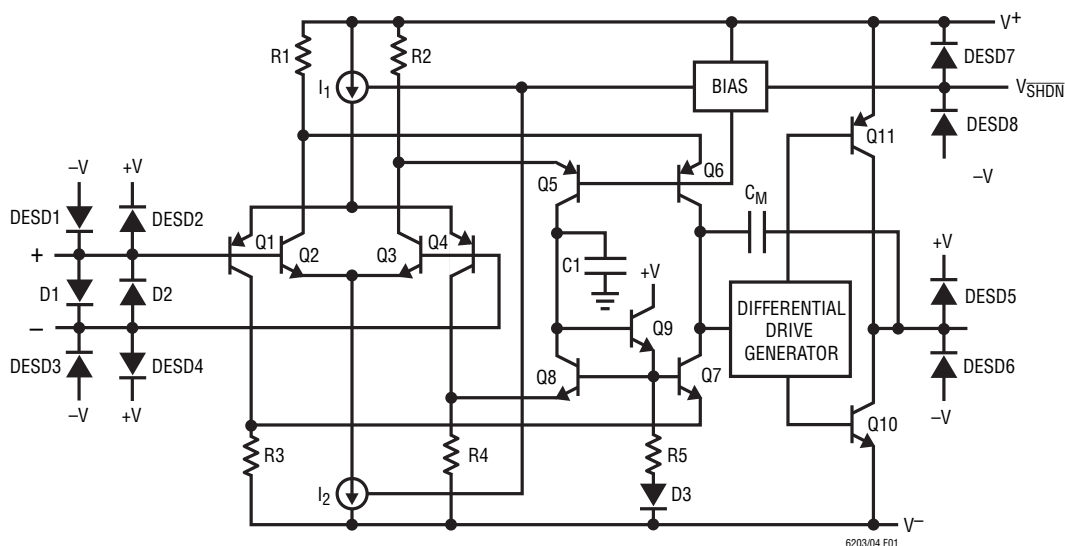 V+
R1
R2
DESD7
I1
BIAS
VSHDN
DESD8
Q11
–V
+V
Q5
Q6
–V
CM
DESD1
DESD2
Q1
Q2
Q3
Q4
+
C1
+V
+V
D1
D2
DIFFERENTIAL
DRIVE
GENERATOR
DESD5
–
Q9
DESD3
DESD4
Q8
Q7
DESD6
–V
+V
–V
Q10
R3
R4
R5
I2
D3
V–
6203/04 F01